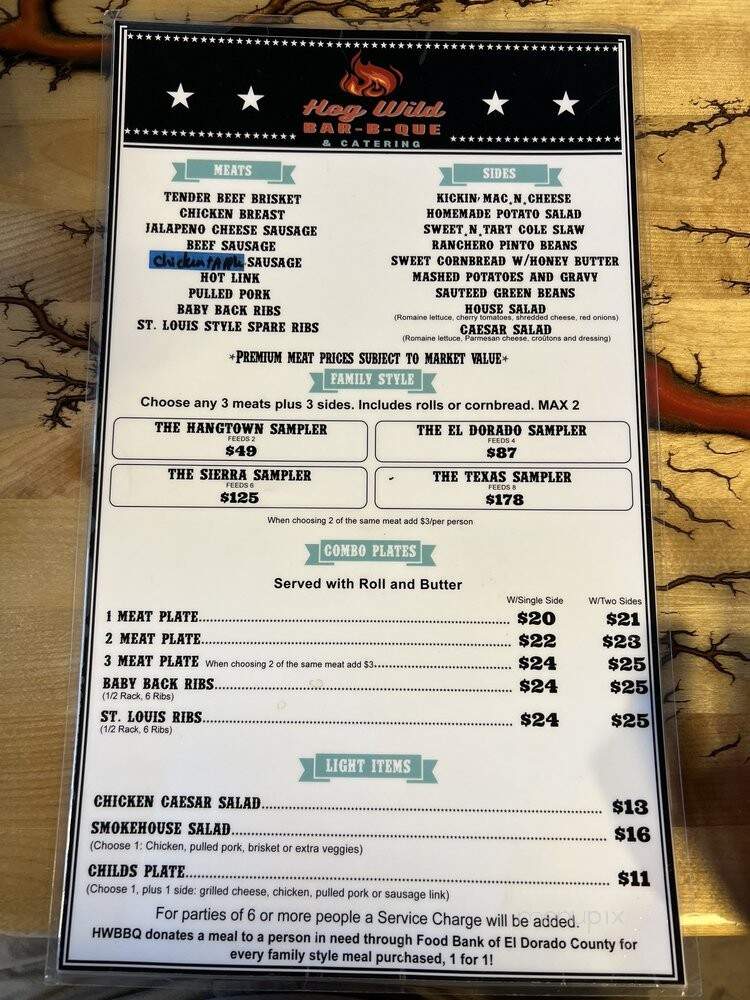 Hog Wild
BAR-B-QUE
& CATERING
MEATS
TENDER BEEF BRISKET
CHICKEN BREAST
JALAPENO CHEESE SAUSAGE
BEEF SAUSAGE
Chicken Apple SAUSAGE
HOT LINK
PULLED PORK
BABY BACK RIBS
ST. LOUIS STYLE SPARE RIBS
SIDES
KICKIN' MAC.N.CHEESE
HOMEMADE POTATO SALAD
SWEET.N.TART COLE SLAW
RANCHERO PINTO BEANS
SWEET CORNBREAD W/HONEY BUTTER
MASHED POTATOES AND GRAVY
SAUTEED GREEN BEANS
HOUSE SALAD
(Romaine lettuce, cherry tomatoes, shredded cheese, red onions)
CAESAR SALAD
(Romaine lettuce, Parmesan cheese, croutons and dressing)
*PREMIUM MEAT PRICES SUBJECT TO MARKET VALUE*
FAMILY STYLE
Choose any 3 meats plus 3 sides. Includes rolls or cornbread. MAX 2
THE HANGTOWN SAMPLER
FEEDS 2
$49
THE EL DORADO SAMPLER
FEEDS 4
$87
THE SIERRA SAMPLER
FEEDS 6
$125
THE TEXAS SAMPLER
FEEDS 8
$178
When choosing 2 of the same meat add $3/per person
COMBO PLATES
Served with Roll and Butter
W/Single Side W/Two Sides
1 MEAT PLATE $20 $21
2 MEAT PLATE $22 $23
3 MEAT PLATE When choosing 2 of the same meat add $3 $24 $25
BABY BACK RIBS $24 $25
(1/2 Rack, 6 Ribs)
ST. LOUIS RIBS $24 $25
(1/2 Rack, 6 Ribs)
LIGHT ITEMS
CHICKEN CAESAR SALAD $13
SMOKEHOUSE SALAD $16
(Choose 1: Chicken, pulled pork, brisket or extra veggies)
CHILDS PLATE $11
(Choose 1, plus 1 side: grilled cheese, chicken, pulled pork or sausage link)
For parties of 6 or more people a Service Charge will be added.
HWBBQ donates a meal to a person in need through Food Bank of El Dorado County for
every family style meal purchased, 1 for 1!
menupix